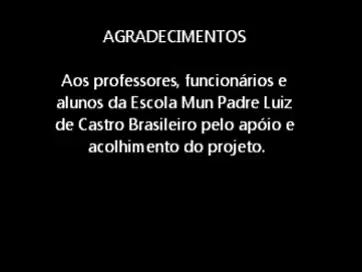 AGRADECIMENTOS
Aos professores, funcionários e
alunos da Escola Mun Padre Luiz
de Castro Brasileiro pelo apóio e
acolhimento do projeto.